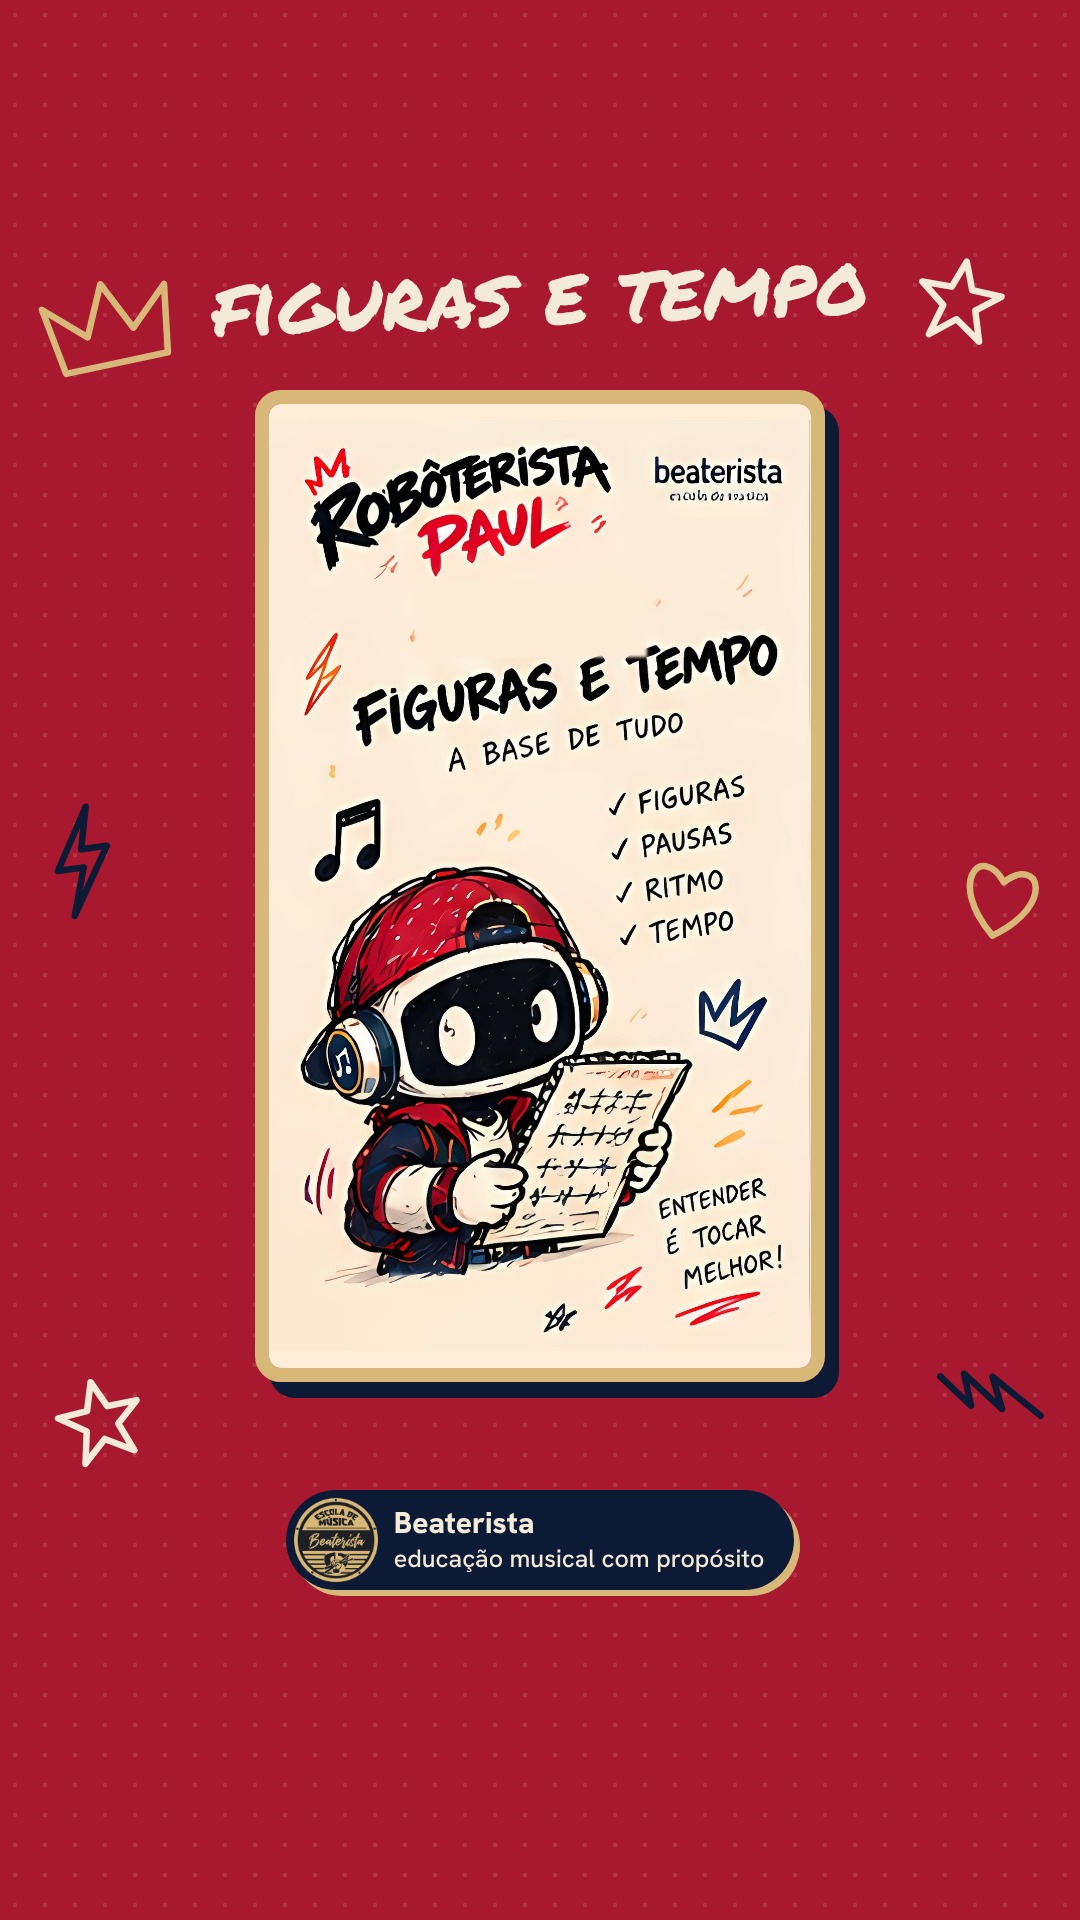 FIGURAS E TEMPO
ROBÔTERISTA
PAUL
beaterista
FIGURAS E TEMPO
A BASE DE TUDO
✓ FIGURAS
✓ PAUSAS
✓ RITMO
✓ TEMPO
ENTENDER
É TOCAR
MELHOR!
ESCOLA DE
MÚSICA
Beaterista
Beaterista
educação musical com propósito